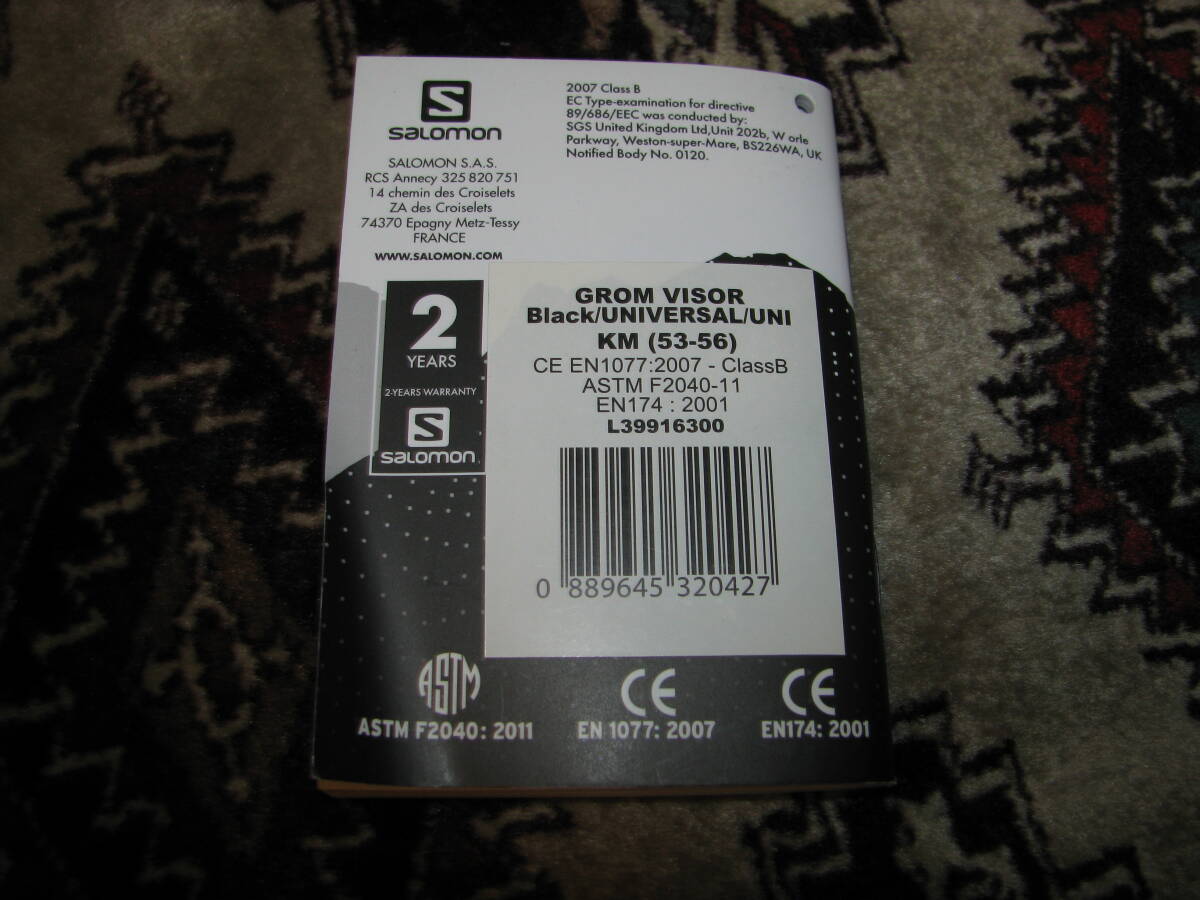 S
SALOMON
SALOMON S.A.S.
RCS Annecy 325 820 751
14 chemin des Croiselets
ZA des Croiselets
74370 Epagny Metz-Tessy
FRANCE
WWW.SALOMON.COM
2007 Class B
EC Type-examination for directive
89/686/EEC was conducted by:
SGS United Kingdom Ltd,Unit 202b, W orle
Parkway, Weston-super-Mare, BS226WA, UK
Notified Body No. 0120.
2
YEARS
2-YEARS WARRANTY
S
SALOMON
GROM VISOR
Black/UNIVERSAL/UNI
KM (53-56)
CE EN1077:2007 - ClassB
ASTM F2040-11
EN174 : 2001
L39916300
0 889645 320427
ASTM
ASTM F2040: 2011
CE
EN 1077: 2007
CE
EN174: 2001